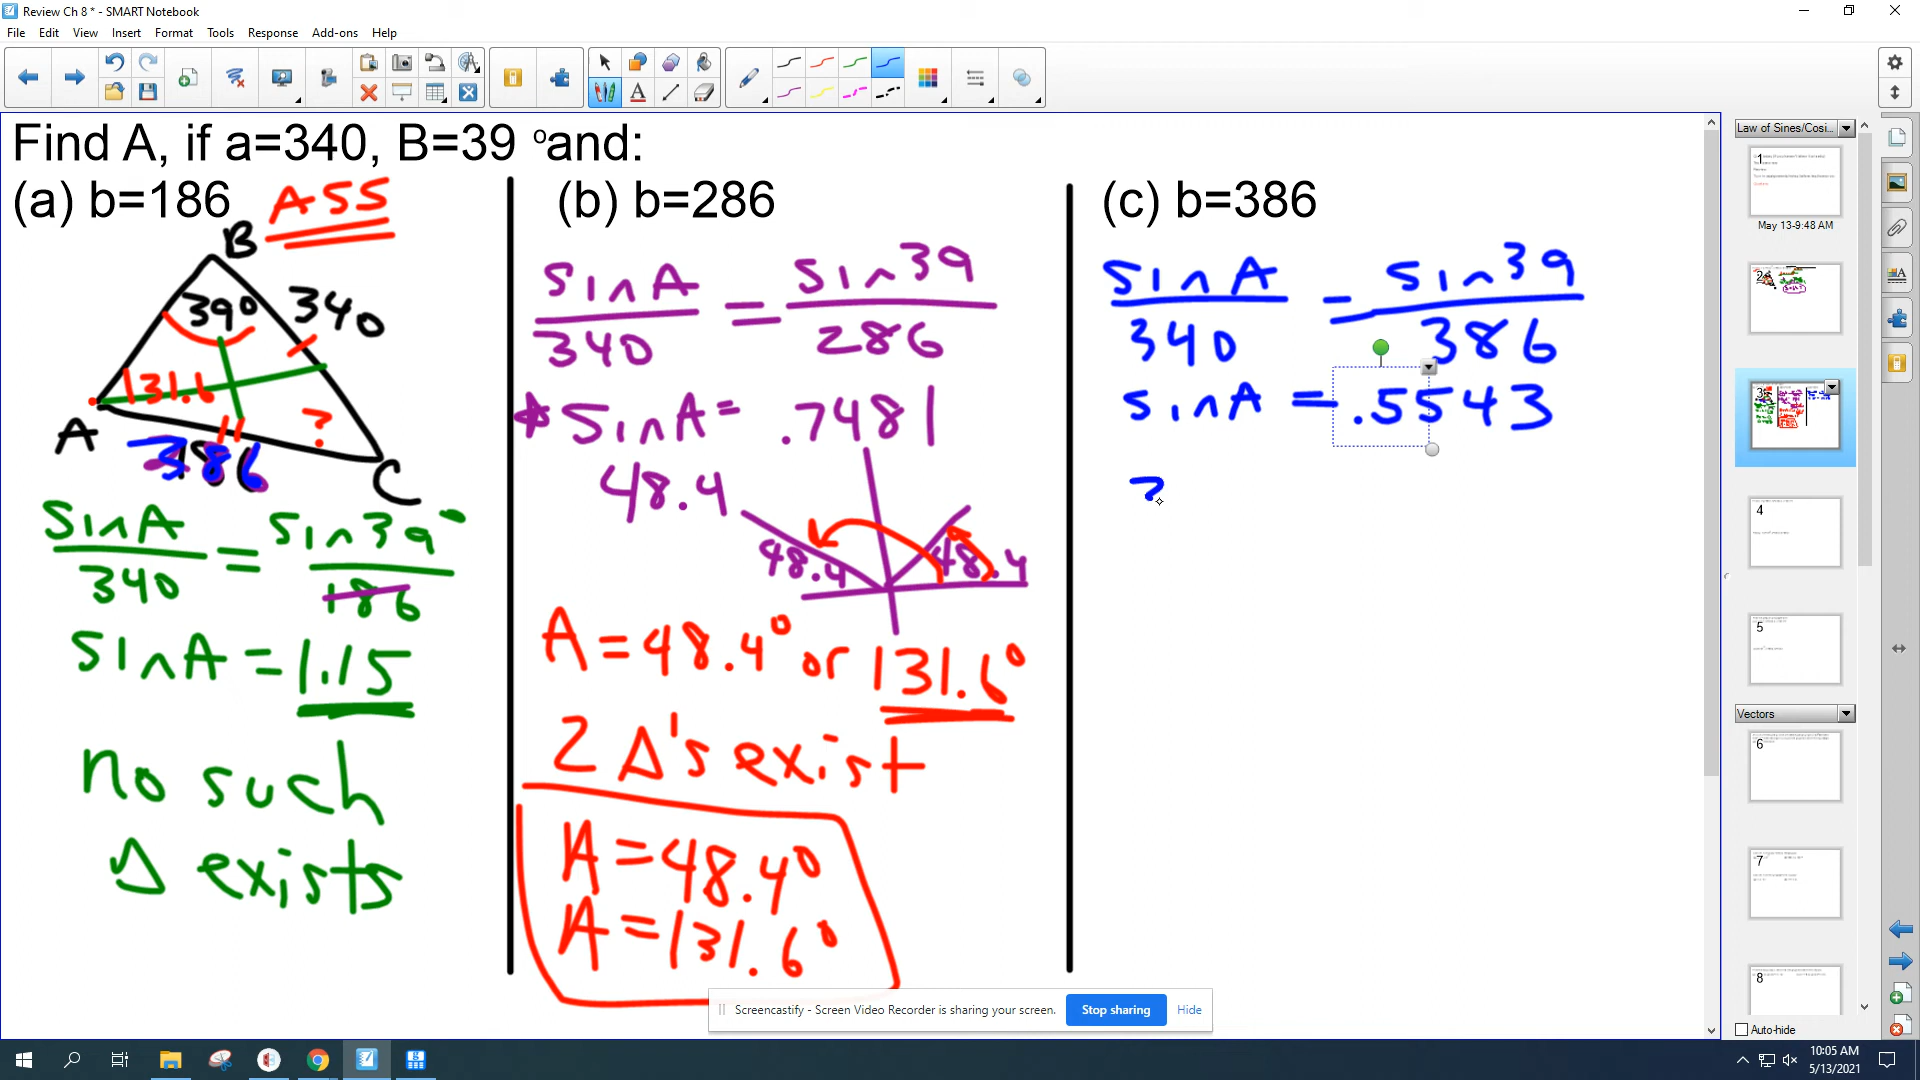 Review Ch 8 * - SMART Notebook
File Edit View Insert Format Tools Response Add-ons Help
Find A, if a=340, B=39 °and:
(a) b=186
ASS
B
39°
340
131.6
?
A
386
C
sinA/340 = sin39°/186
sinA = 1.15
no such
Δ exists
(b) b=286
sinA/340 = sin39/286
* sinA = .7481
48.4
48.4
48.4
A = 48.4° or 131.6°
2 Δ's exist
A = 48.4°
A = 131.6°
(c) b=386
sinA/340 = sin39/386
sinA = .5543
Law of Sines/Cosi...
1
May 13-9:48 AM
2
3
4
5
Vectors
6
7
8
Auto-hide
Screencastify - Screen Video Recorder is sharing your screen.
Stop sharing
Hide
10:05 AM
5/13/2021